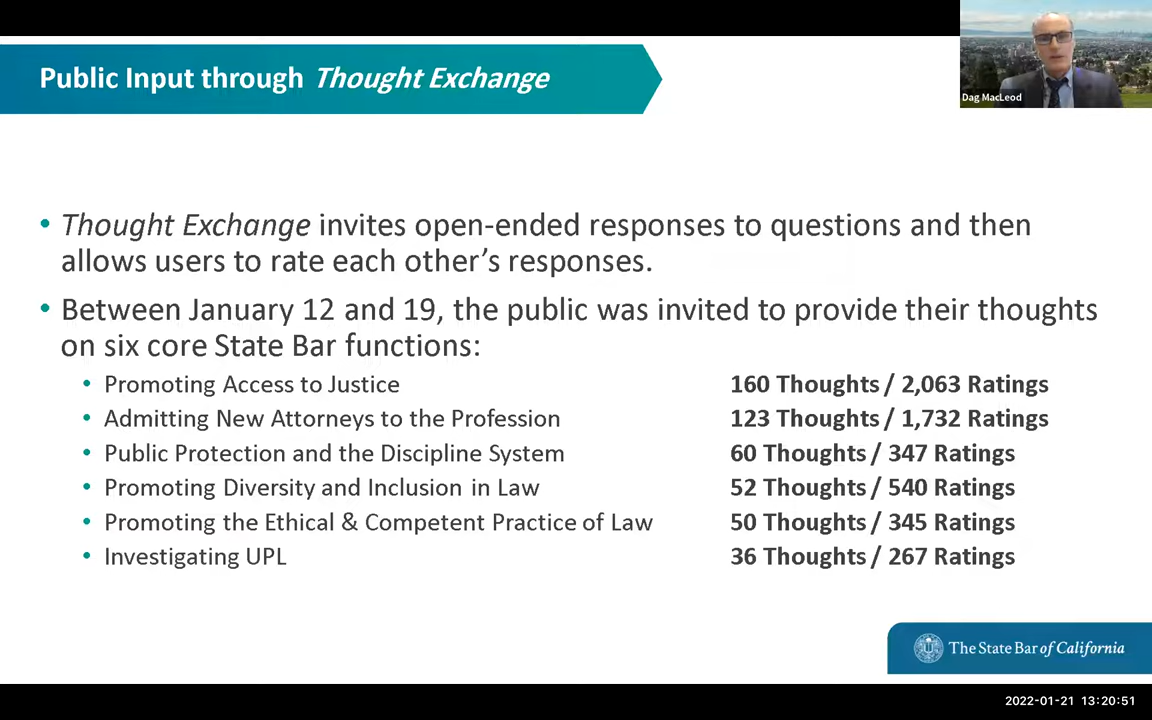 Public Input through Thought Exchange
Dag MacLeod
• Thought Exchange invites open-ended responses to questions and then
allows users to rate each other’s responses.
• Between January 12 and 19, the public was invited to provide their thoughts
on six core State Bar functions:
• Promoting Access to Justice 160 Thoughts / 2,063 Ratings
• Admitting New Attorneys to the Profession 123 Thoughts / 1,732 Ratings
• Public Protection and the Discipline System 60 Thoughts / 347 Ratings
• Promoting Diversity and Inclusion in Law 52 Thoughts / 540 Ratings
• Promoting the Ethical & Competent Practice of Law 50 Thoughts / 345 Ratings
• Investigating UPL 36 Thoughts / 267 Ratings
The State Bar of California
2022-01-21 13:20:51